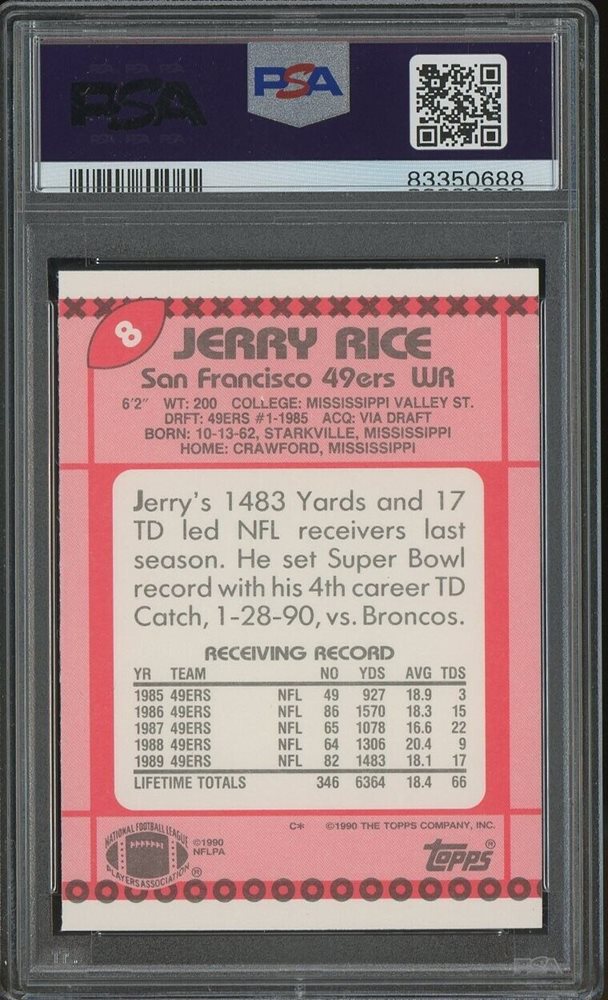 PSA
PSA
83350688
8
JERRY RICE
San Francisco 49ers WR
6'2" WT: 200 COLLEGE: MISSISSIPPI VALLEY ST.
DRFT: 49ERS #1-1985 ACQ: VIA DRAFT
BORN: 10-13-62, STARKVILLE, MISSISSIPPI
HOME: CRAWFORD, MISSISSIPPI
Jerry's 1483 Yards and 17
TD led NFL receivers last
season. He set Super Bowl
record with his 4th career TD
Catch, 1-28-90, vs. Broncos.
RECEIVING RECORD
YR TEAM NO YDS AVG TDS
1985 49ERS NFL 49 927 18.9 3
1986 49ERS NFL 86 1570 18.3 15
1987 49ERS NFL 65 1078 16.6 22
1988 49ERS NFL 64 1306 20.4 9
1989 49ERS NFL 82 1483 18.1 17
LIFETIME TOTALS 346 6364 18.4 66
C* ©1990 THE TOPPS COMPANY, INC.
NATIONAL FOOTBALL LEAGUE
PLAYERS ASSOCIATION ®
©1990
NFLPA
topps®
PSA